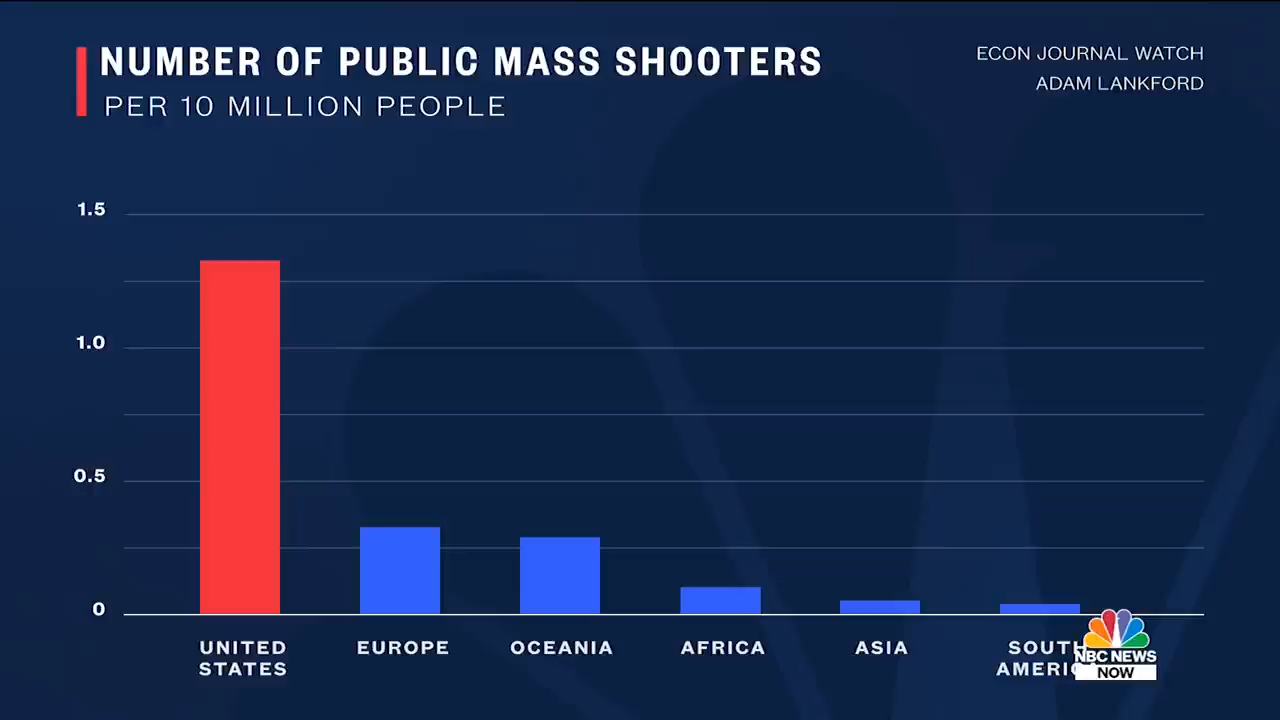 NUMBER OF PUBLIC MASS SHOOTERS
PER 10 MILLION PEOPLE
ECON JOURNAL WATCH
ADAM LANKFORD
1.5
1.0
0.5
0
UNITED
STATES
EUROPE
OCEANIA
AFRICA
ASIA
SOUTH
NBC NEWS
NOW